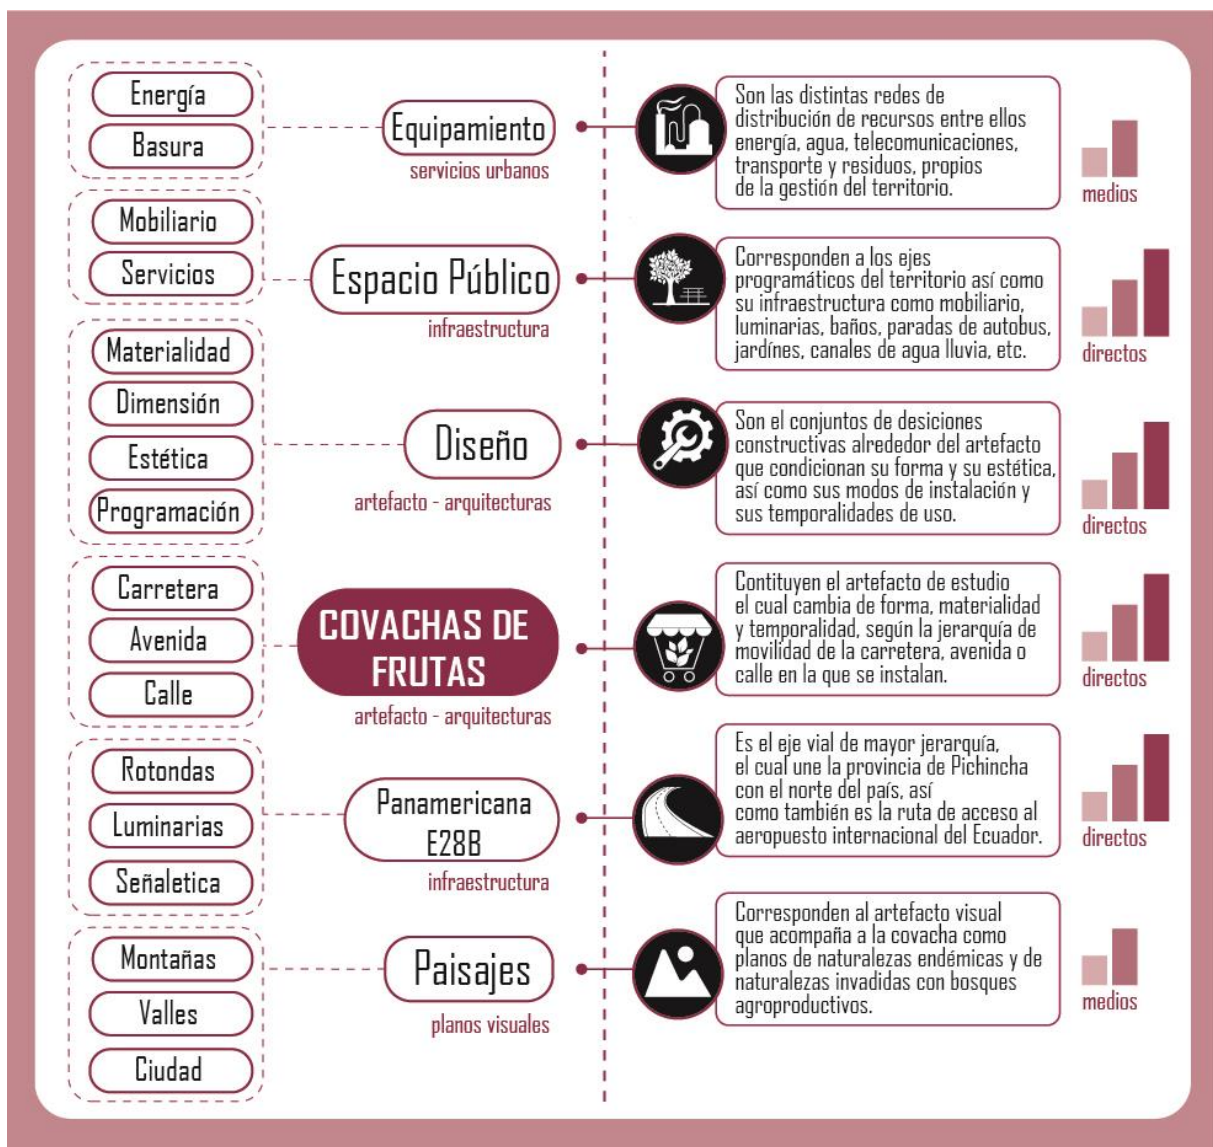 Energía
Basura
Equipamiento
servicios urbanos
Son las distintas redes de
distribución de recursos entre ellos
energía, agua, telecomunicaciones,
transporte y residuos, propios
de la gestión del territorio.
medios
Mobiliario
Servicios
Espacio Público
infraestructura
Corresponden a los ejes
programáticos del territorio así como
su infraestructura como mobiliario,
luminarias, baños, paradas de autobus,
jardínes, canales de agua lluvia, etc.
directos
Materialidad
Dimensión
Estética
Programación
Diseño
artefacto - arquitecturas
Son el conjuntos de desiciones
constructivas alrededor del artefacto
que condicionan su forma y su estética,
así como sus modos de instalación y
sus temporalidades de uso.
directos
Carretera
Avenida
Calle
COVACHAS DE
FRUTAS
artefacto - arquitecturas
Contituyen el artefacto de estudio
el cual cambia de forma, materialidad
y temporalidad, según la jerarquía de
movilidad de la carretera, avenida o
calle en la que se instalan.
directos
Rotondas
Luminarias
Señaletica
Panamericana
E28B
infraestructura
Es el eje vial de mayor jerarquía,
el cual une la provincia de Pichincha
con el norte del país, así
como también es la ruta de acceso al
aeropuesto internacional del Ecuador.
directos
Montañas
Valles
Ciudad
Paisajes
planos visuales
Corresponden al artefacto visual
que acompaña a la covacha como
planos de naturalezas endémicas y de
naturalezas invadidas con bosques
agroproductivos.
medios